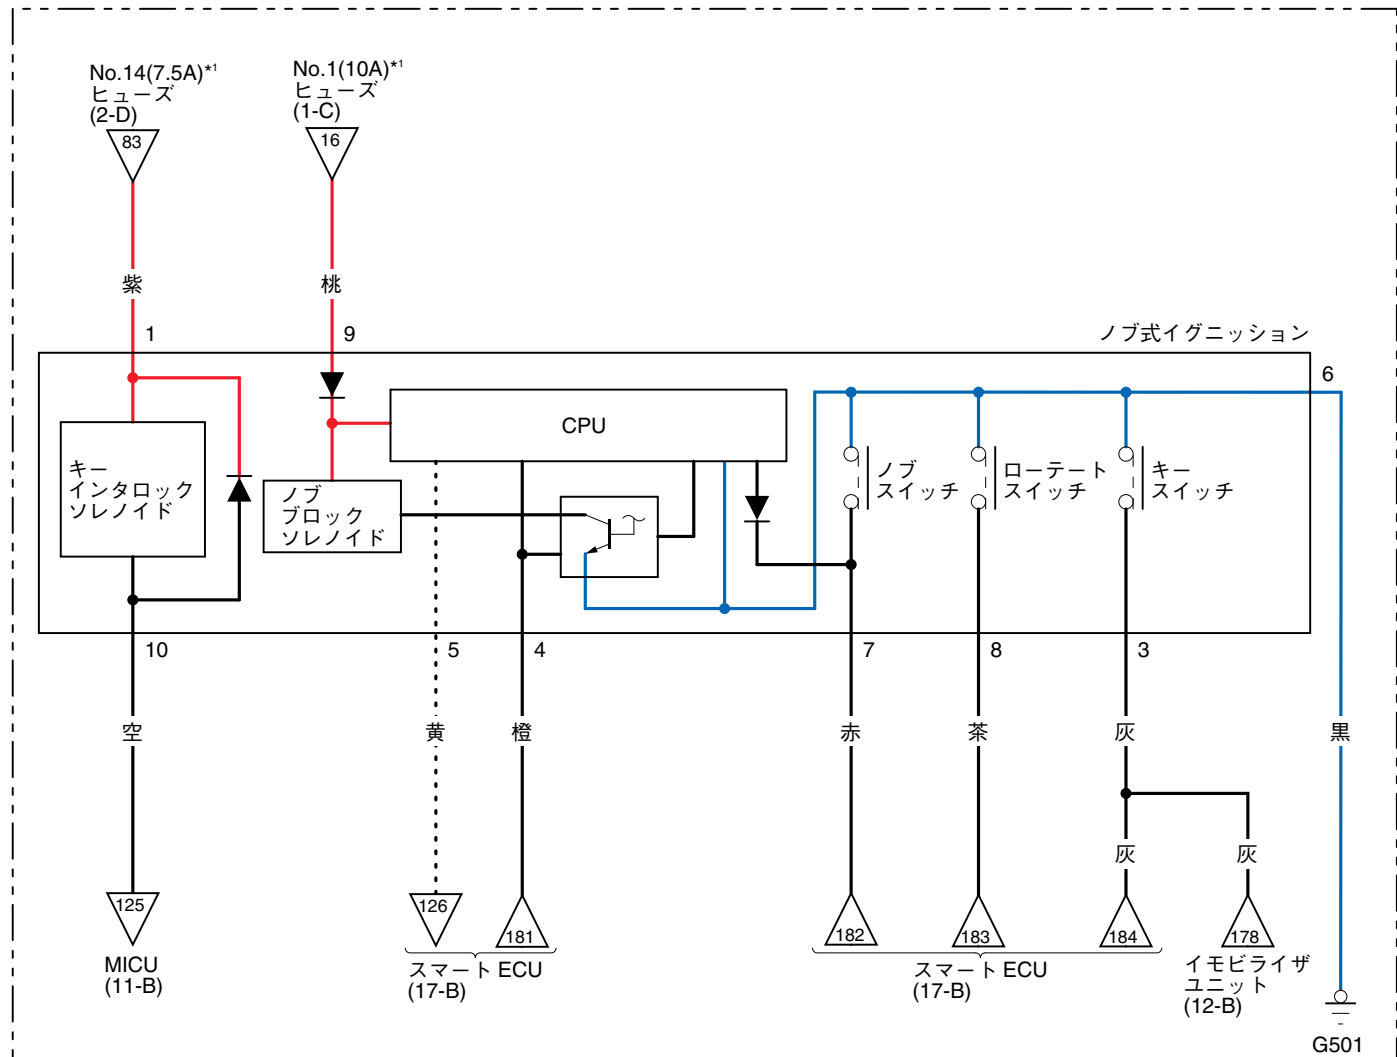 No.14(7.5A)*1
ヒューズ
(2-D)
83
No.1(10A)*1
ヒューズ
(1-C)
16
紫
桃
1
9
ノブ式イグニッション
6
CPU
キー
インタロック
ソレノイド
ノブ
ブロック
ソレノイド
ノブ
スイッチ
ローテート
スイッチ
キー
スイッチ
10
5
4
7
8
3
空
黄
橙
赤
茶
灰
黒
灰
灰
125
126
181
182
183
184
178
MICU
(11-B)
スマート ECU
(17-B)
スマート ECU
(17-B)
イモビライザ
ユニット
(12-B)
G501